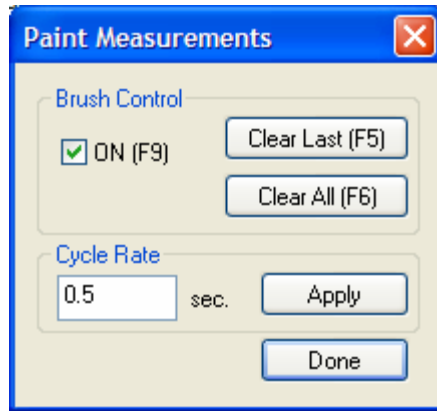 Paint Measurements
Brush Control
ON (F9)
Clear Last (F5)
Clear All (F6)
Cycle Rate
0.5 sec. Apply
Done